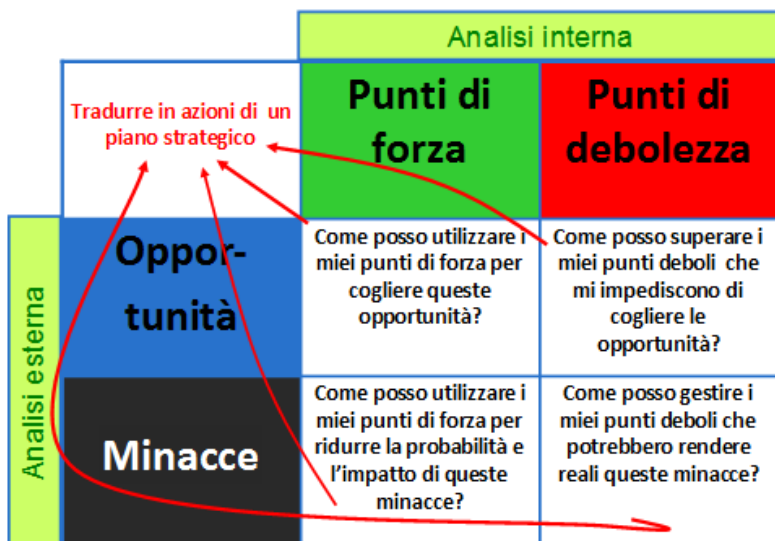 Analisi interna
Tradurre in azioni di un
piano strategico
Punti di
forza
Punti di
debolezza
Analisi esterna
Oppor-
tunità
Come posso utilizzare i
miei punti di forza per
cogliere queste
opportunità?
Come posso superare i
miei punti deboli che
mi impediscono di
cogliere le
opportunità?
Minacce
Come posso utilizzare i
miei punti di forza per
ridurre la probabilità e
l'impatto di queste
minacce?
Come posso gestire i
miei punti deboli che
potrebbero rendere
reali queste minacce?